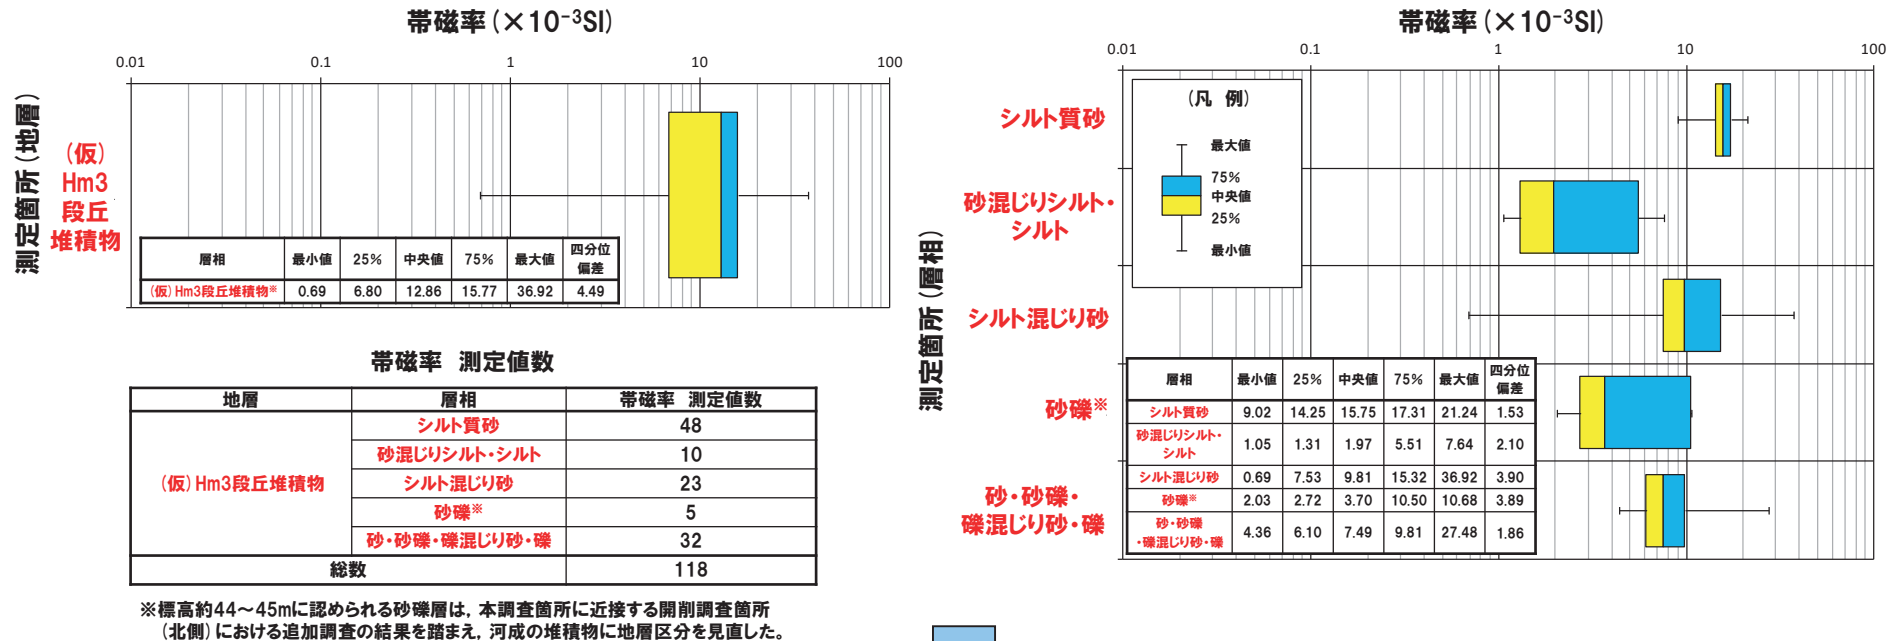 帯磁率(×10⁻³SI)
0.01 0.1 1 10 100
測定箇所(地層)
(仮)
Hm3
段丘
堆積物
層相 最小値 25% 中央値 75% 最大値 四分位偏差
(仮)Hm3段丘堆積物※ 0.69 6.80 12.86 15.77 36.92 4.49
帯磁率 測定値数
地層 層相 帯磁率 測定値数
(仮)Hm3段丘堆積物
シルト質砂 48
砂混じりシルト・シルト 10
シルト混じり砂 23
砂礫※ 5
砂・砂礫・礫混じり砂・礫 32
総数 118
※標高約44～45mに認められる砂礫層は,本調査箇所に近接する開削調査箇所
(北側)における追加調査の結果を踏まえ,河成の堆積物に地層区分を見直した。
帯磁率(×10⁻³SI)
0.01 0.1 1 10 100
測定箇所(層相)
シルト質砂
砂混じりシルト・
シルト
シルト混じり砂
砂礫※
砂・砂礫・
礫混じり砂・礫
(凡 例)
最大値
75%
中央値
25%
最小値
層相 最小値 25% 中央値 75% 最大値 四分位偏差
シルト質砂 9.02 14.25 15.75 17.31 21.24 1.53
砂混じりシルト・シルト 1.05 1.31 1.97 5.51 7.64 2.10
シルト混じり砂 0.69 7.53 9.81 15.32 36.92 3.90
砂礫※ 2.03 2.72 3.70 10.50 10.68 3.89
砂・砂礫・礫混じり砂・礫 4.36 6.10 7.49 9.81 27.48 1.86